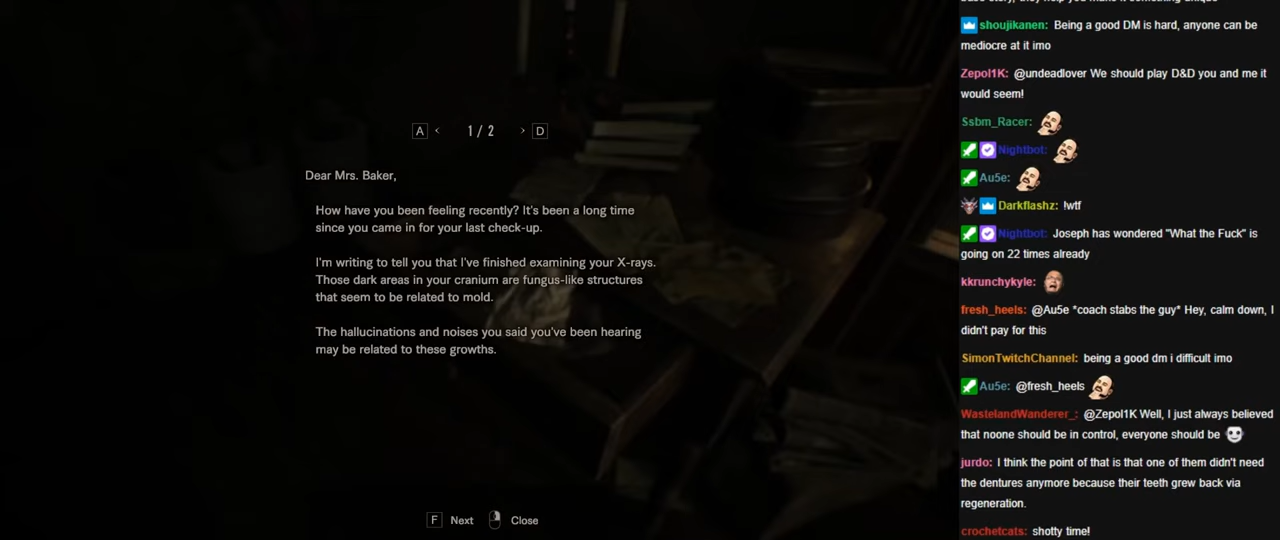 A < 1 / 2 > D
Dear Mrs. Baker,
How have you been feeling recently? It's been a long time
since you came in for your last check-up.
I'm writing to tell you that I've finished examining your X-rays.
Those dark areas in your cranium are fungus-like structures
that seem to be related to mold.
The hallucinations and noises you said you've been hearing
may be related to these growths.
F Next Close
shoujikanen: Being a good DM is hard, anyone can be
mediocre at it imo
Zepol1K: @undeadlover We should play D&D you and me it
would seem!
Ssbm_Racer:
Nightbot:
Au5e:
Darkflashz: !wtf
Nightbot: Joseph has wondered "What the Fuck" is
going on 22 times already
kkrunchykyle:
fresh_heels: @Au5e *coach stabs the guy* Hey, calm down, I
didn't pay for this
SimonTwitchChannel: being a good dm i difficult imo
Au5e: @fresh_heels
WastelandWanderer_: @Zepol1K Well, I just always believed
that noone should be in control, everyone should be
jurdo: I think the point of that is that one of them didn't need
the dentures anymore because their teeth grew back via
regeneration.
crochetcats: shotty time!